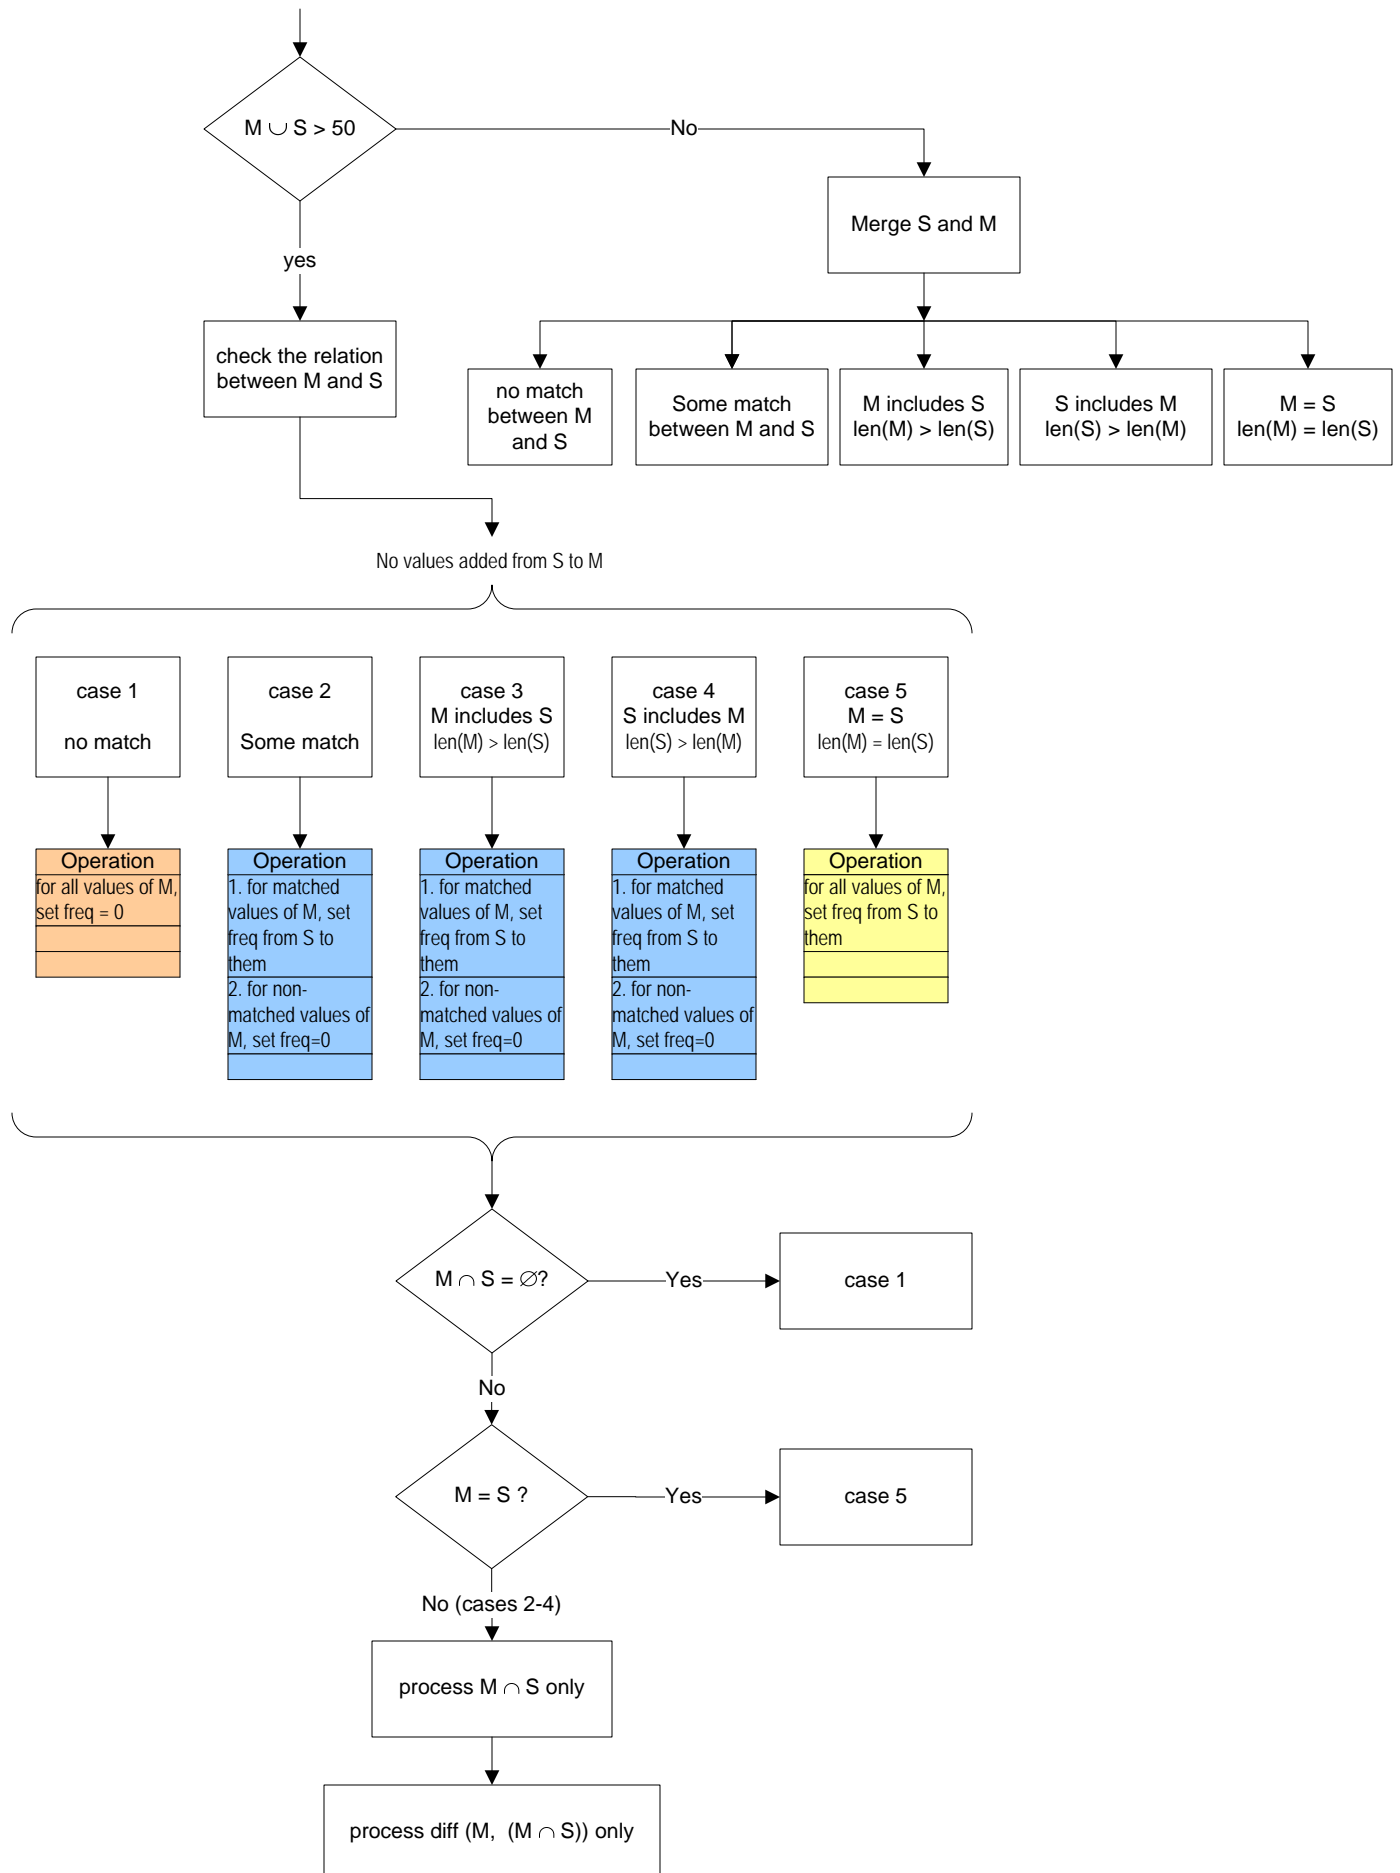 M ∪ S > 50
No
Merge S and M
yes
check the relation
between M and S
no match
between M
and S
Some match
between M and S
M includes S
len(M) > len(S)
S includes M
len(S) > len(M)
M = S
len(M) = len(S)
No values added from S to M
case 1
no match
case 2
Some match
case 3
M includes S
len(M) > len(S)
case 4
S includes M
len(S) > len(M)
case 5
M = S
len(M) = len(S)
Operation
for all values of M,
set freq = 0
Operation
1. for matched
values of M, set
freq from S to
them
2. for non-
matched values of
M, set freq=0
Operation
1. for matched
values of M, set
freq from S to
them
2. for non-
matched values of
M, set freq=0
Operation
1. for matched
values of M, set
freq from S to
them
2. for non-
matched values of
M, set freq=0
Operation
for all values of M,
set freq from S to
them
M ∩ S = ∅?
Yes
case 1
No
M = S ?
Yes
case 5
No (cases 2-4)
process M ∩ S only
process diff (M, (M ∩ S)) only